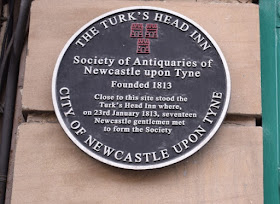 THE TURK'S HEAD INN
Society of Antiquaries of
Newcastle upon Tyne
Founded 1813
Close to this site stood the
Turk's Head Inn where,
on 23rd January 1813, seventeen
Newcastle gentlemen met
to form the Society
CITY OF NEWCASTLE UPON TYNE